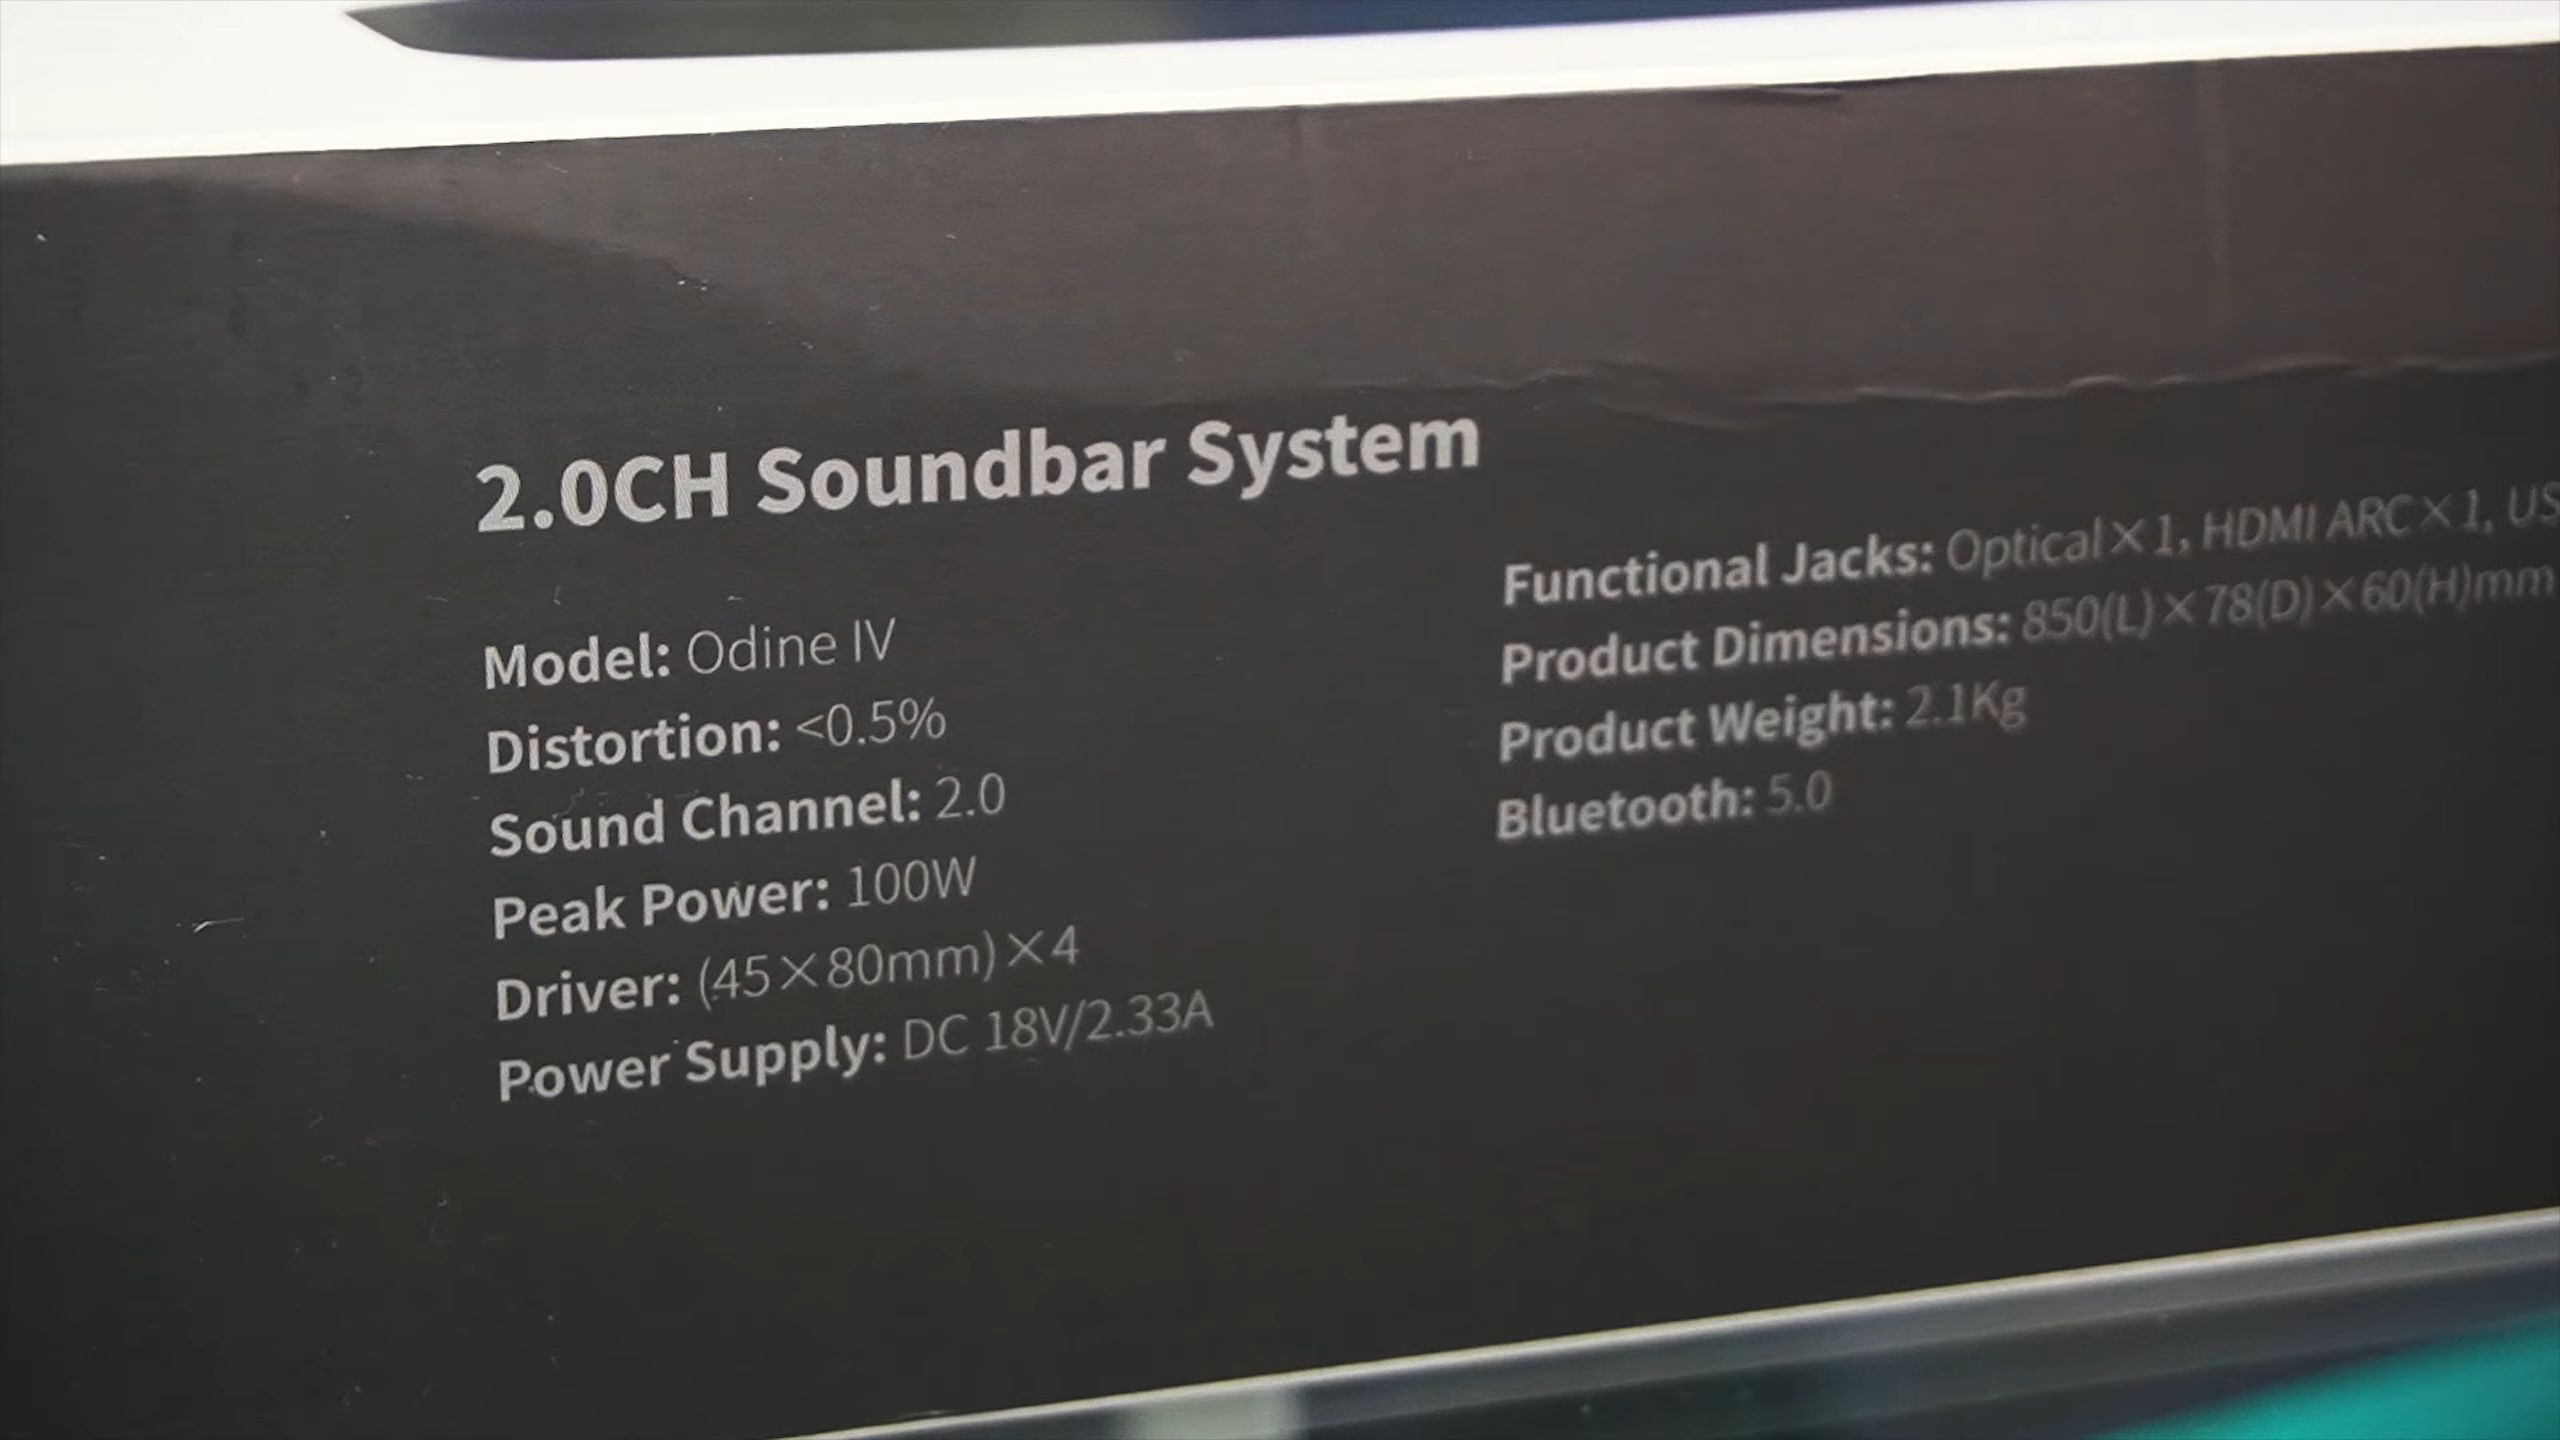 2.0CH Soundbar System
Model: Odine IV
Distortion: <0.5%
Sound Channel: 2.0
Peak Power: 100W
Driver: (45×80mm)×4
Power Supply: DC 18V/2.33A
Functional Jacks: Optical×1, HDMI ARC×1, US
Product Dimensions: 850(L)×78(D)×60(H)mm
Product Weight: 2.1Kg
Bluetooth: 5.0